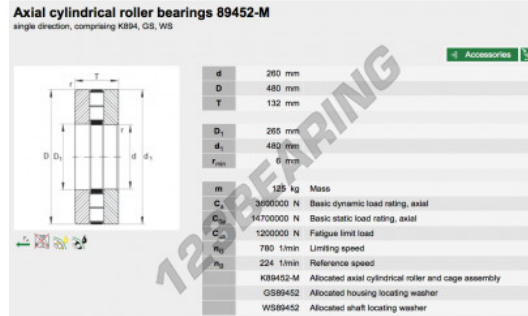 Axial cylindrical roller bearings 89452-M
single direction, comprising K894, GS, WS
Accessories
r T
r
D D1 d d1
d 260 mm
D 480 mm
T 132 mm
D1 265 mm
d1 480 mm
rmin 6 mm
m 125 kg Mass
Ca 3800000 N Basic dynamic load rating, axial
C0a 14700000 N Basic static load rating, axial
Cua 1200000 N Fatigue limit load
nG 780 1/min Limiting speed
224 1/min Reference speed
K89452-M Allocated axial cylindrical roller and cage assembly
GS89452 Allocated housing locating washer
WS89452 Allocated shaft locating washer
123BEARING